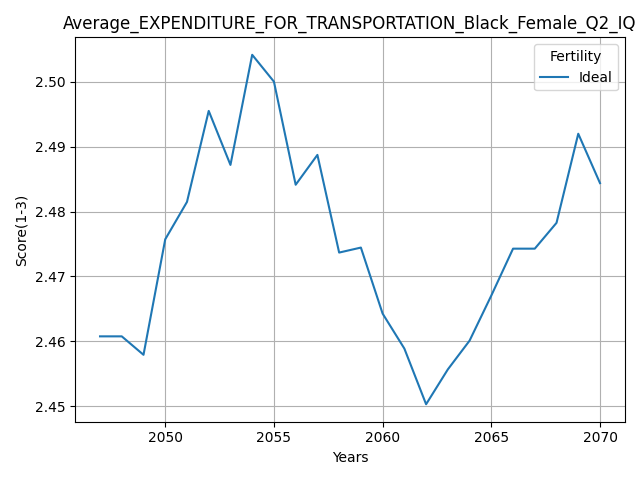 Average_EXPENDITURE_FOR_TRANSPORTATION_Black_Female_Q2_IQ
Fertility
Ideal
2.50
2.49
2.48
2.47
2.46
2.45
Score(1-3)
2050 2055 2060 2065 2070
Years